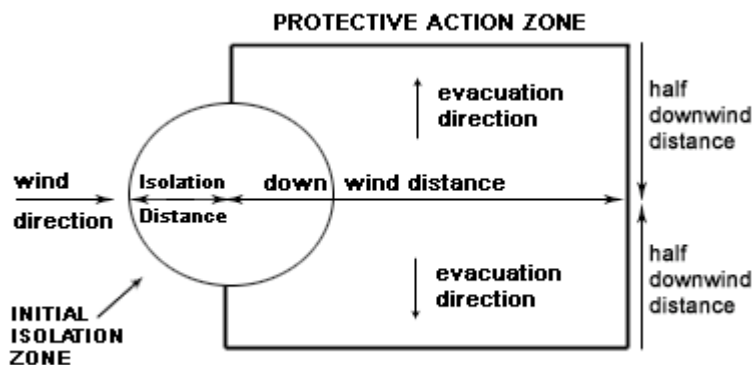 PROTECTIVE ACTION ZONE
evacuation
direction
half
downwind
distance
wind
direction
Isolation
Distance
down wind distance
evacuation
direction
half
downwind
distance
INITIAL
ISOLATION
ZONE